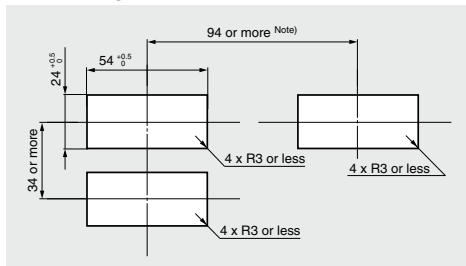 94 or more Note)
54 +0.5 0
24 +0.5 0
34 or more
4 x R3 or less
4 x R3 or less
4 x R3 or less